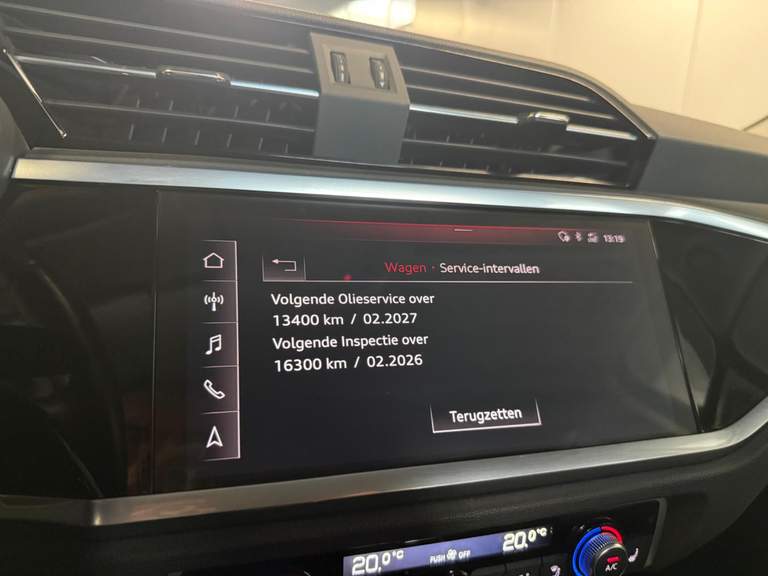 13:19
Wagen · Service-intervallen
Volgende Olieservice over
13400 km / 02.2027
Volgende Inspectie over
16300 km / 02.2026
Terugzetten
20.0°C PUSH OFF 20.0°C
A/C